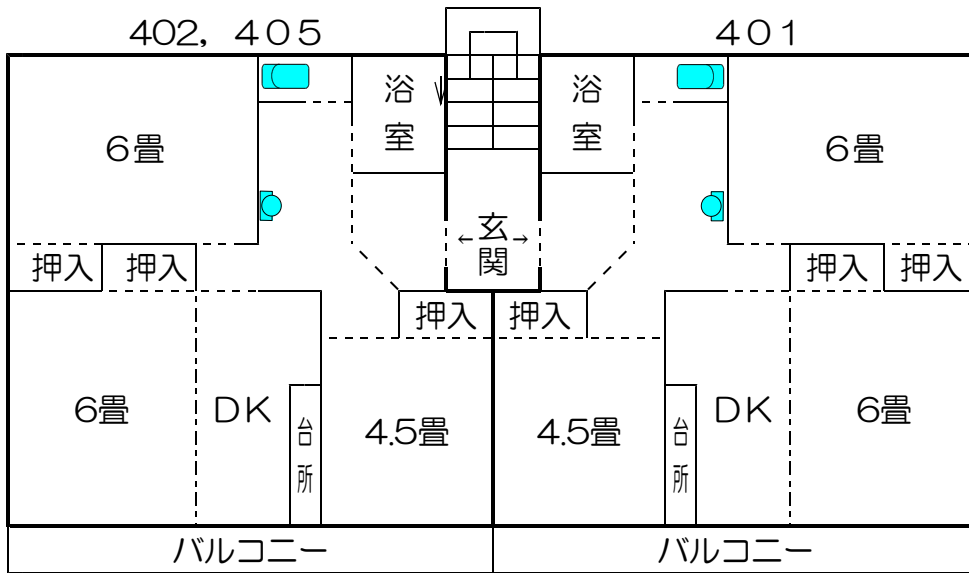 402，４０５
４０１
浴室
浴室
６畳
６畳
←玄関→
押入
押入
押入
押入
押入
押入
６畳
ＤＫ
台所
4.5畳
4.5畳
台所
ＤＫ
６畳
バルコニー
バルコニー